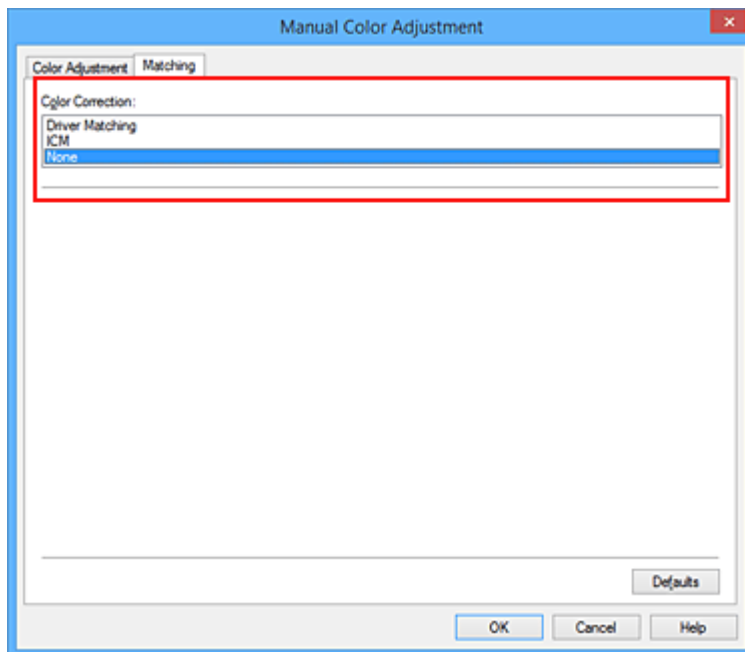 Manual Color Adjustment
Color Adjustment Matching
Color Correction:
Driver Matching
ICM
None
Defaults
OK Cancel Help